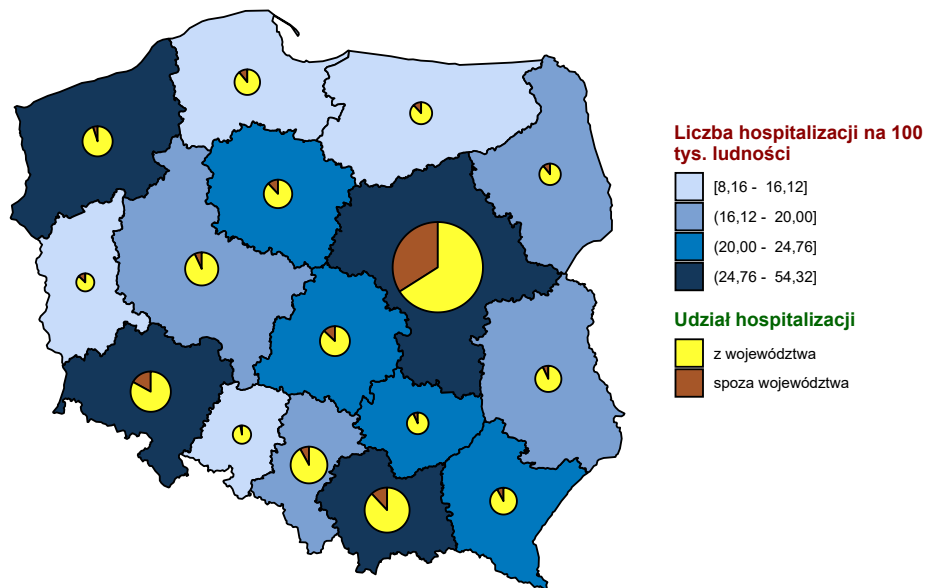 Liczba hospitalizacji na 100
tys. ludności
[8,16 - 16,12]
(16,12 - 20,00]
(20,00 - 24,76]
(24,76 - 54,32]
Udział hospitalizacji
z województwa
spoza województwa